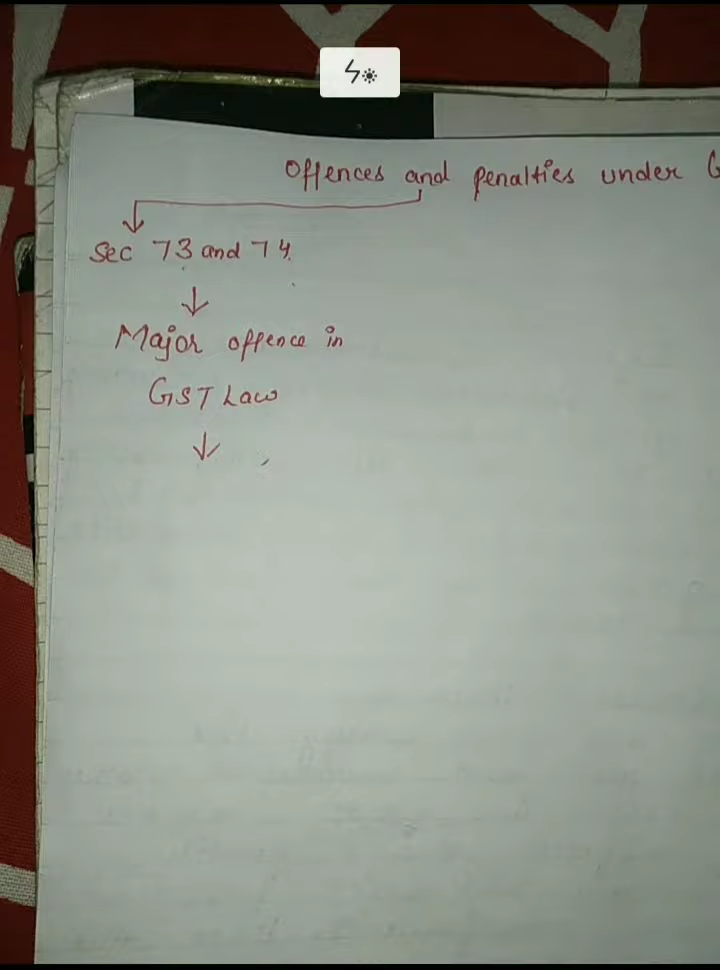 Offences and penalties under G
Sec 73 and 74.
Major offence in
GST Law